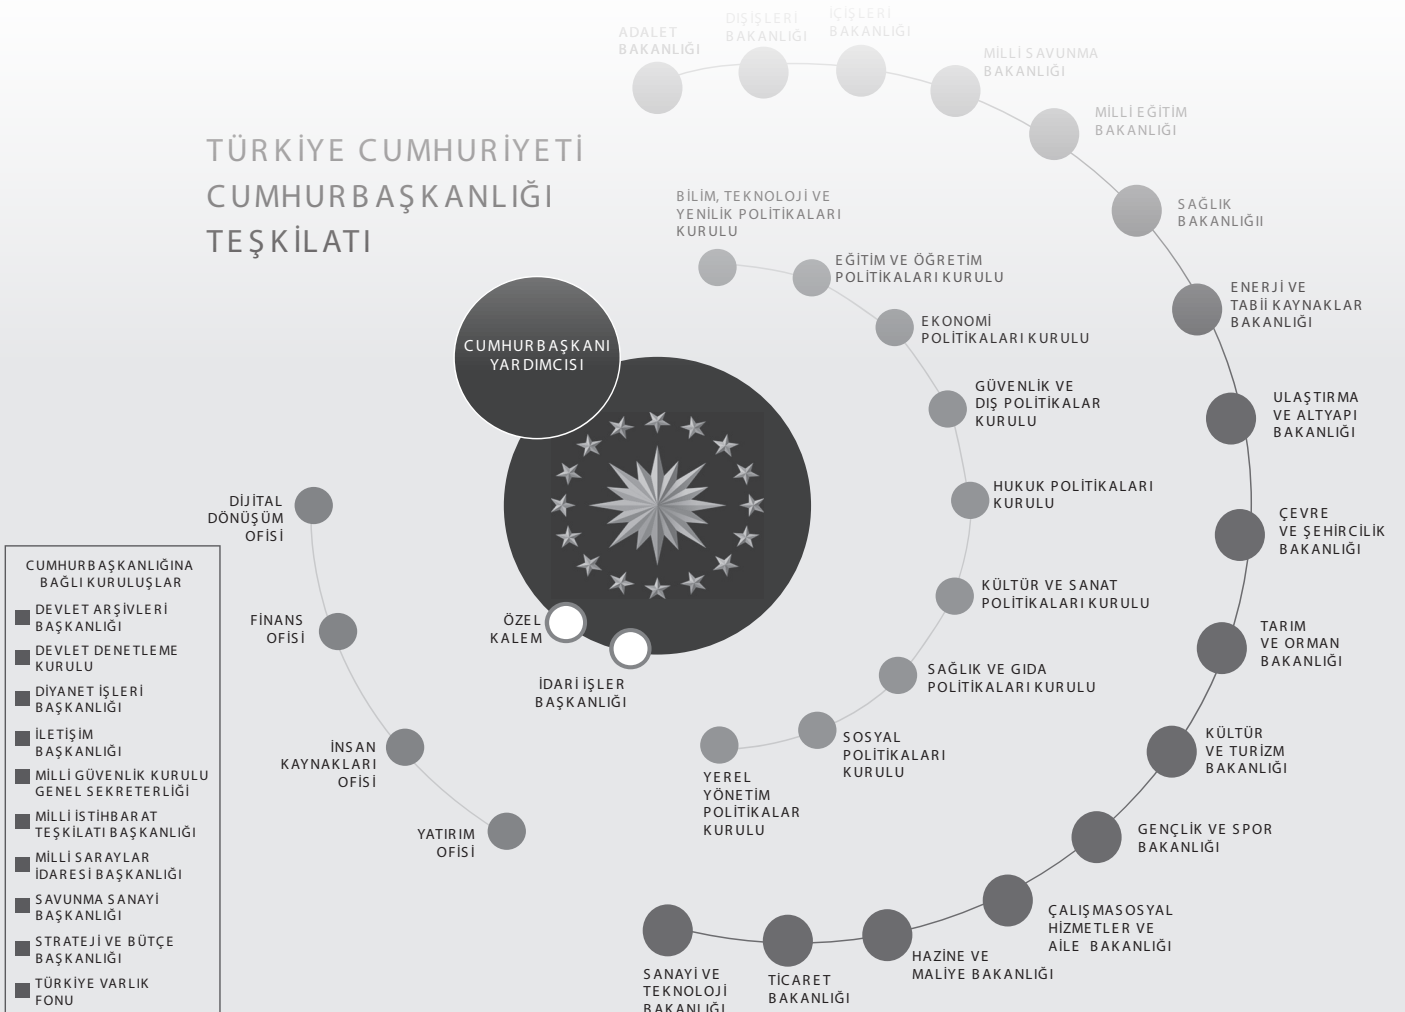 TÜRKİYE CUMHURİYETİ
CUMHURBAŞKANLIĞI
TEŞKİLATI
ADALET
BAKANLIĞI
DIŞİŞLERİ
BAKANLIĞI
İÇİŞLERİ
BAKANLIĞI
MİLLİ SAVUNMA
BAKANLIĞI
MİLLİ EĞİTİM
BAKANLIĞI
SAĞLIK
BAKANLIĞII
ENERJİ VE
TABİİ KAYNAKLAR
BAKANLIĞI
ULAŞTIRMA
VE ALTYAPI
BAKANLIĞI
ÇEVRE
VE ŞEHİRCİLİK
BAKANLIĞI
TARIM
VE ORMAN
BAKANLIĞI
KÜLTÜR
VE TURİZM
BAKANLIĞI
GENÇLİK VE SPOR
BAKANLIĞI
ÇALIŞMASOSYAL
HİZMETLER VE
AİLE BAKANLIĞI
HAZİNE VE
MALİYE BAKANLIĞI
TİCARET
BAKANLIĞI
SANAYİ VE
TEKNOLOJİ
BAKANLIĞI
BİLİM, TEKNOLOJİ VE
YENİLİK POLİTİKALARI
KURULU
EĞİTİM VE ÖĞRETİM
POLİTİKALARI KURULU
EKONOMİ
POLİTİKALARI KURULU
GÜVENLİK VE
DIŞ POLİTİKALAR
KURULU
HUKUK POLİTİKALARI
KURULU
KÜLTÜR VE SANAT
POLİTİKALARI KURULU
SAĞLIK VE GIDA
POLİTİKALARI KURULU
SOSYAL
POLİTİKALARI
KURULU
YEREL
YÖNETİM
POLİTİKALAR
KURULU
CUMHURBAŞKANI
YARDIMCISI
ÖZEL
KALEM
İDARİ İŞLER
BAŞKANLIĞI
DİJİTAL
DÖNÜŞÜM
OFİSİ
FİNANS
OFİSİ
İNSAN
KAYNAKLARI
OFİSİ
YATIRIM
OFİSİ
CUMHURBAŞKANLIĞINA
BAĞLI KURULUŞLAR
DEVLET ARŞİVLERİ
BAŞKANLIĞI
DEVLET DENETLEME
KURULU
DİYANET İŞLERİ
BAŞKANLIĞI
İLETİŞİM
BAŞKANLIĞI
MİLLİ GÜVENLİK KURULU
GENEL SEKRETERLİĞİ
MİLLİ İSTİHBARAT
TEŞKİLATI BAŞKANLIĞI
MİLLİ SARAYLAR
İDARESİ BAŞKANLIĞI
SAVUNMA SANAYİ
BAŞKANLIĞI
STRATEJİ VE BÜTÇE
BAŞKANLIĞI
TÜRKİYE VARLIK
FONU